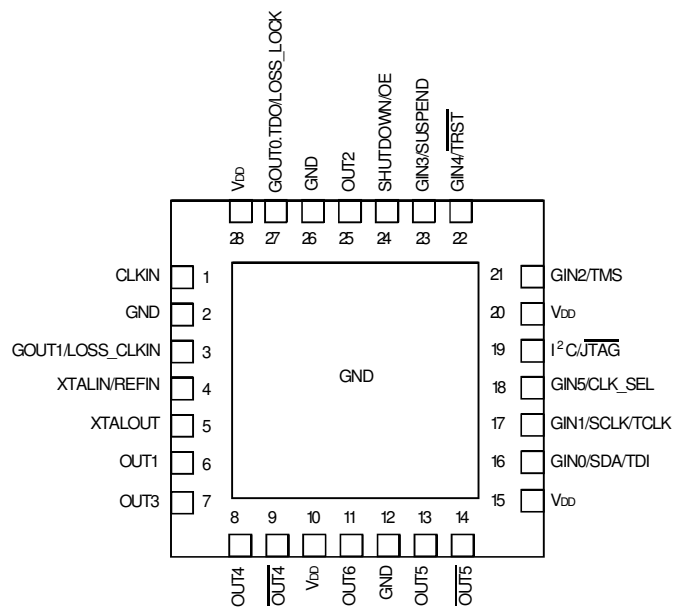 VDD
GOUT0.TDO/LOSS_LOCK
GND
OUT2
SHUTDOWN/OE
GIN3/SUSPEND
GIN4/TRST
28 27 26 25 24 23 22
CLKIN 1
GND 2
GOUT1/LOSS_CLKIN 3
XTALIN/REFIN 4
XTALOUT 5
OUT1 6
OUT3 7
GND
21 GIN2/TMS
20 VDD
19 I²C/JTAG
18 GIN5/CLK_SEL
17 GIN1/SCLK/TCLK
16 GIN0/SDA/TDI
15 VDD
8 9 10 11 12 13 14
OUT4
OUT4
VDD
OUT6
GND
OUT5
OUT5